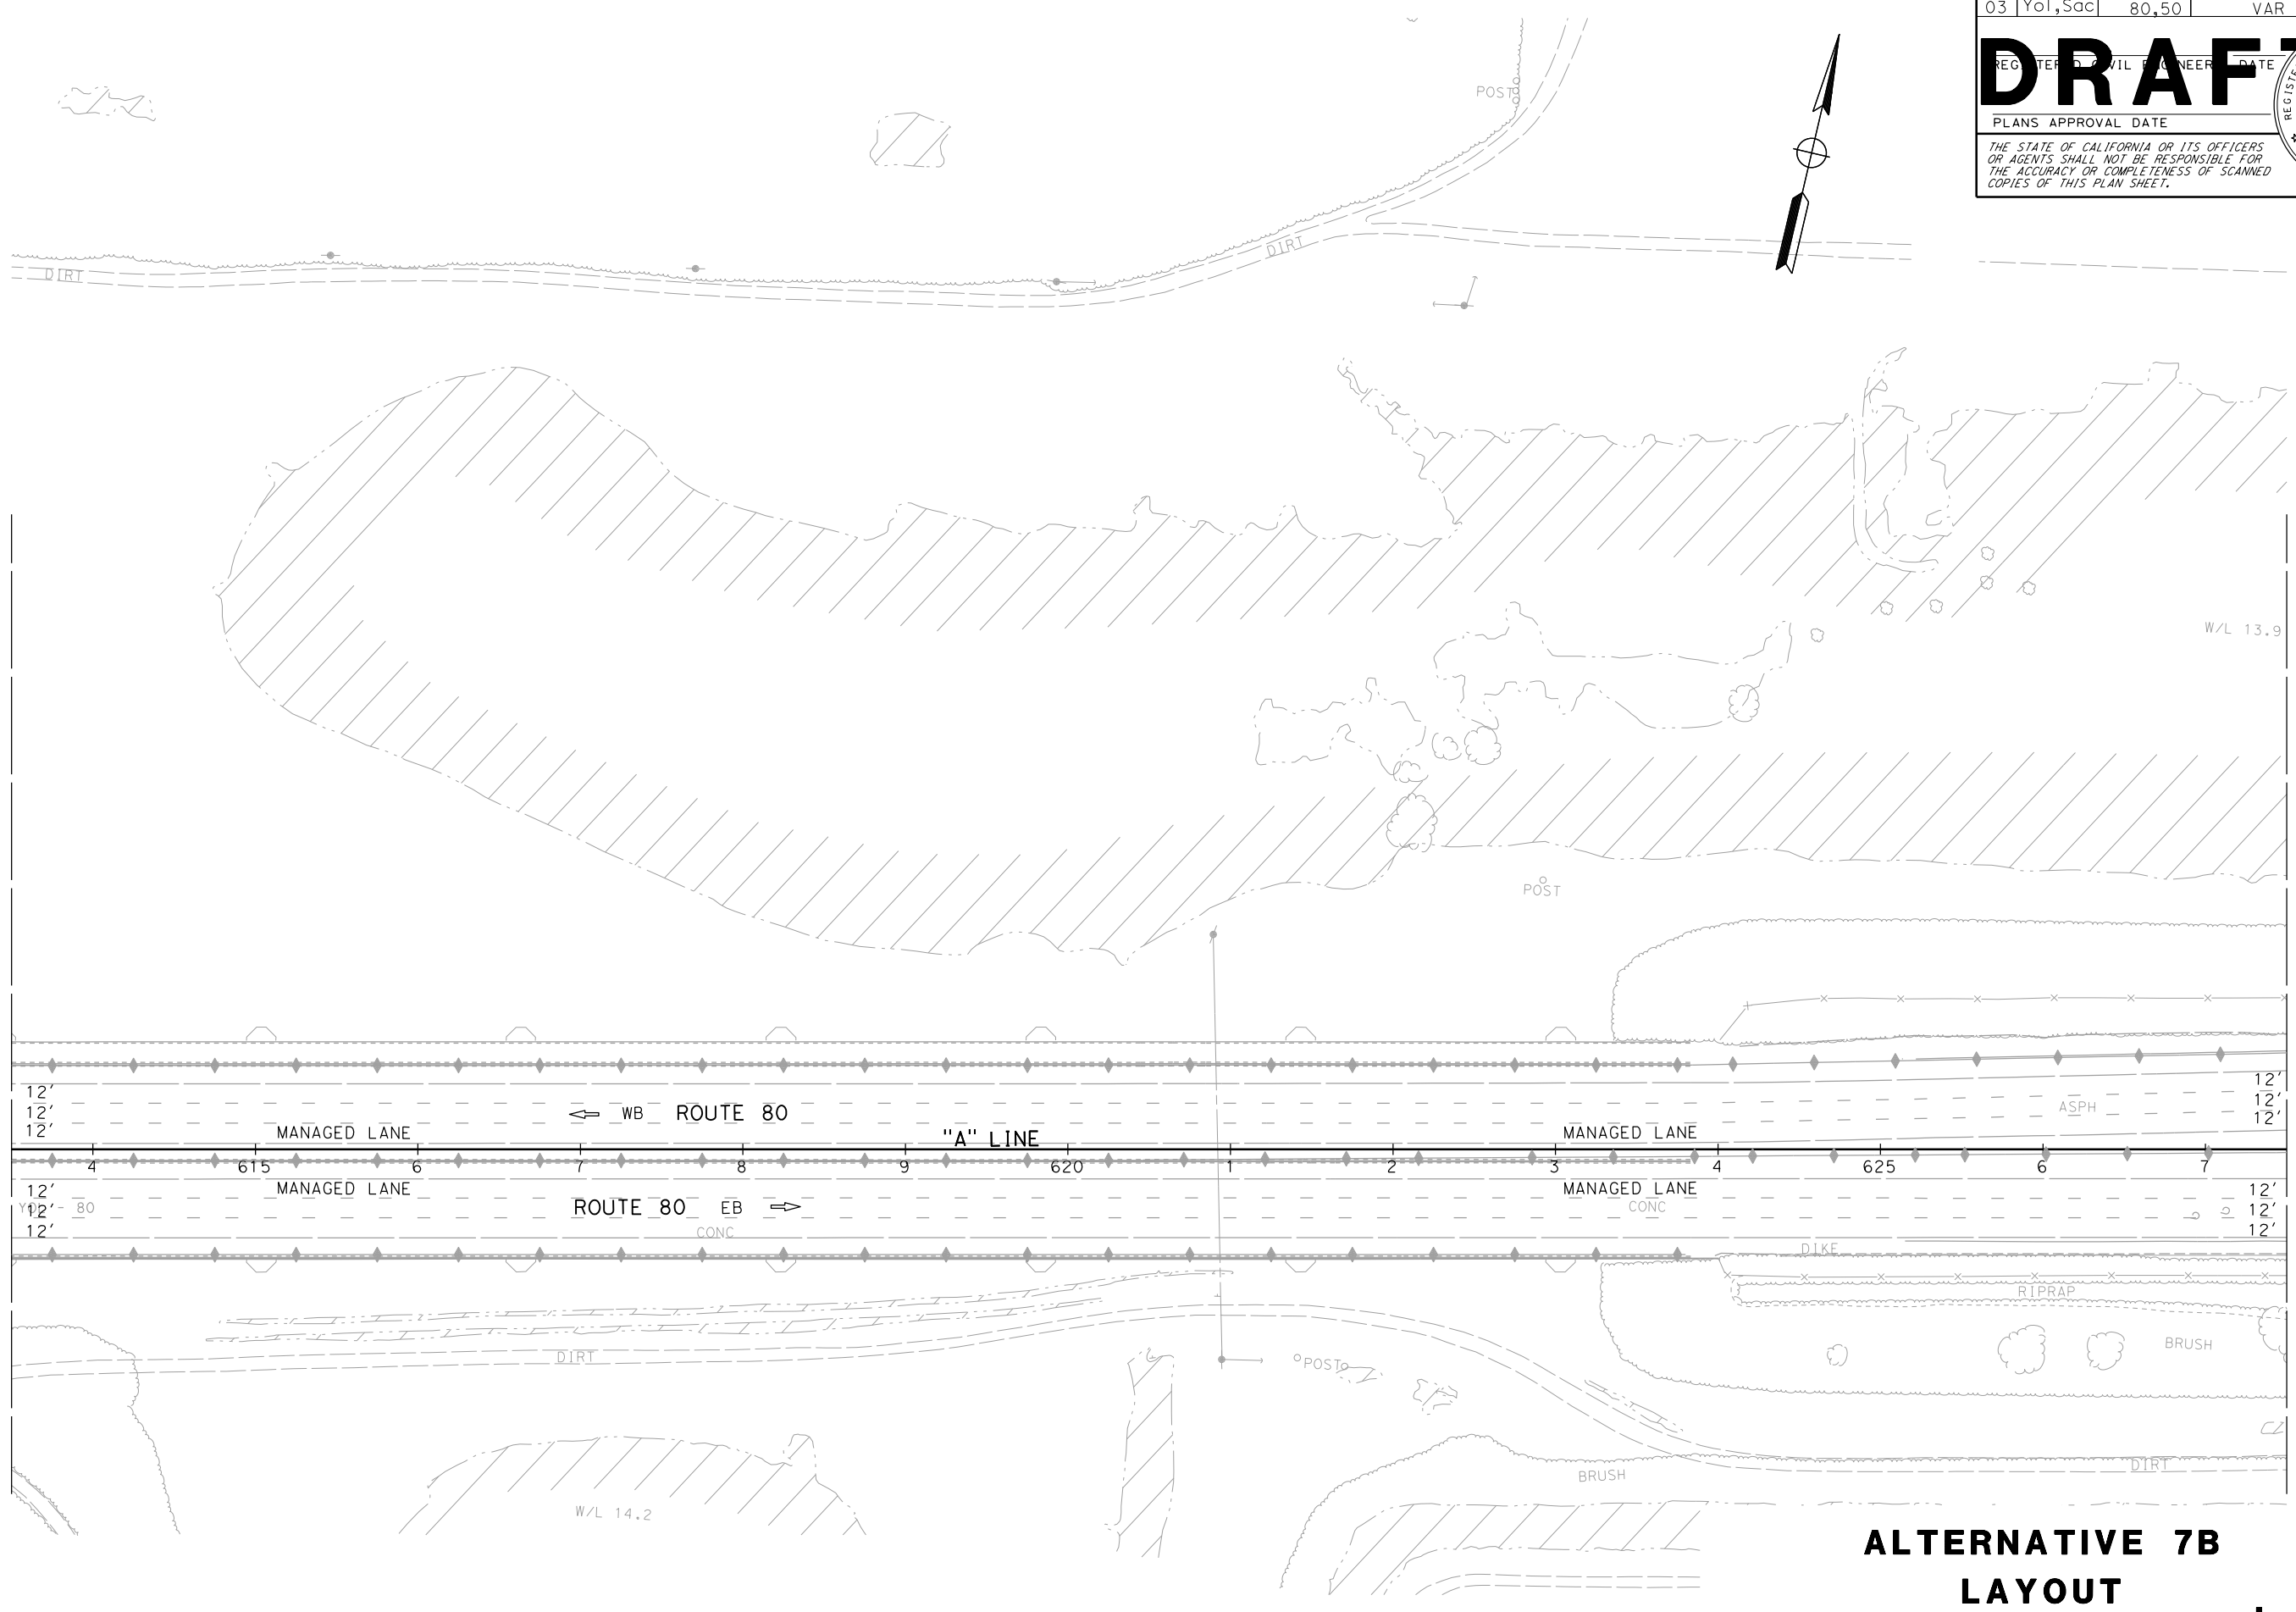 03 Yol,Sac 80,50 VAR
DRAFT
REGISTERED CIVIL ENGINEER DATE
PLANS APPROVAL DATE
THE STATE OF CALIFORNIA OR ITS OFFICERS
OR AGENTS SHALL NOT BE RESPONSIBLE FOR
THE ACCURACY OR COMPLETENESS OF SCANNED
COPIES OF THIS PLAN SHEET.
POST
DIRT
DIRT
W/L 13.9
POST
12'
12'
12'
WB ROUTE 80
ASPH
12'
12'
12'
MANAGED LANE
"A" LINE
MANAGED LANE
4 615 6 7 8 9 620 1 2 3 4 625 6 7
MANAGED LANE
MANAGED LANE
12'
12'
12'
- 80
ROUTE 80 EB
CONC
CONC
12'
12'
12'
DIKE
RIPRAP
BRUSH
DIRT
POST
BRUSH
DIRT
W/L 14.2
ALTERNATIVE 7B
LAYOUT